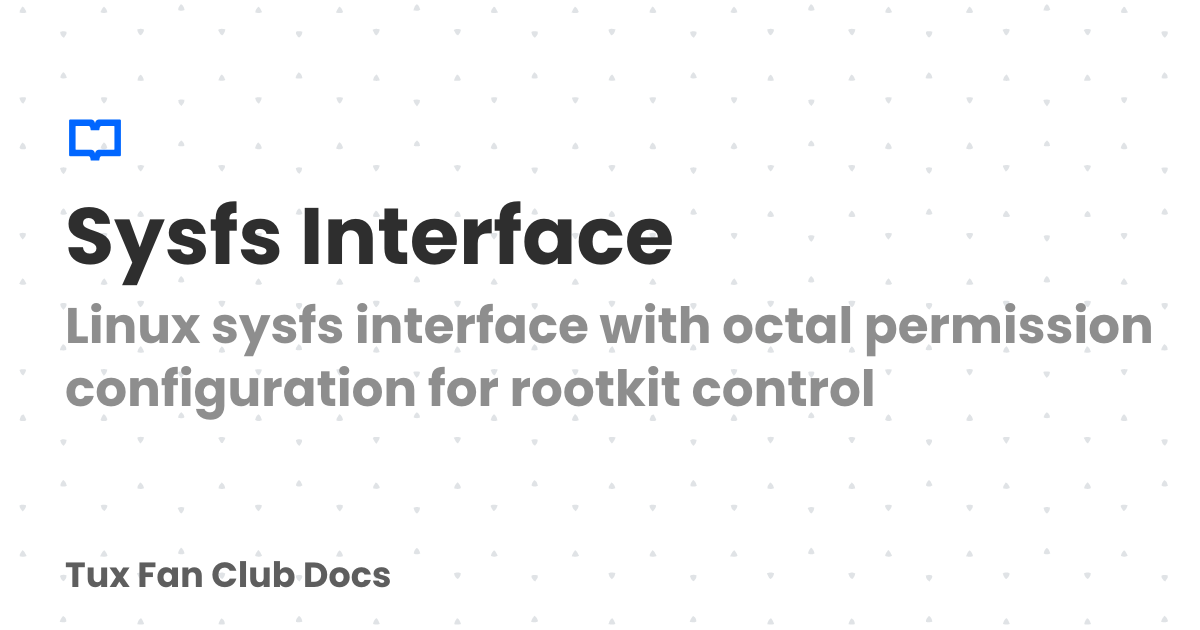 Sysfs Interface
Linux sysfs interface with octal permission
configuration for rootkit control
Tux Fan Club Docs